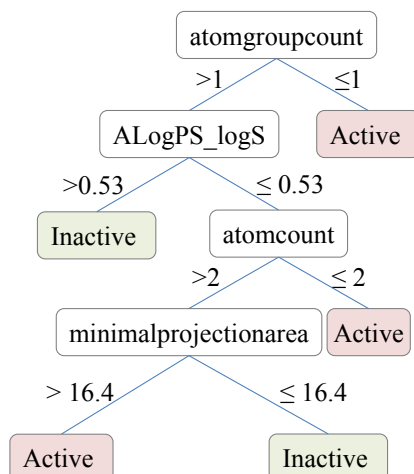 atomgroupcount
>1
≤1
ALogPS_logS
Active
>0.53
≤ 0.53
Inactive
atomcount
>2
≤ 2
minimalprojectionarea
Active
> 16.4
≤ 16.4
Active
Inactive